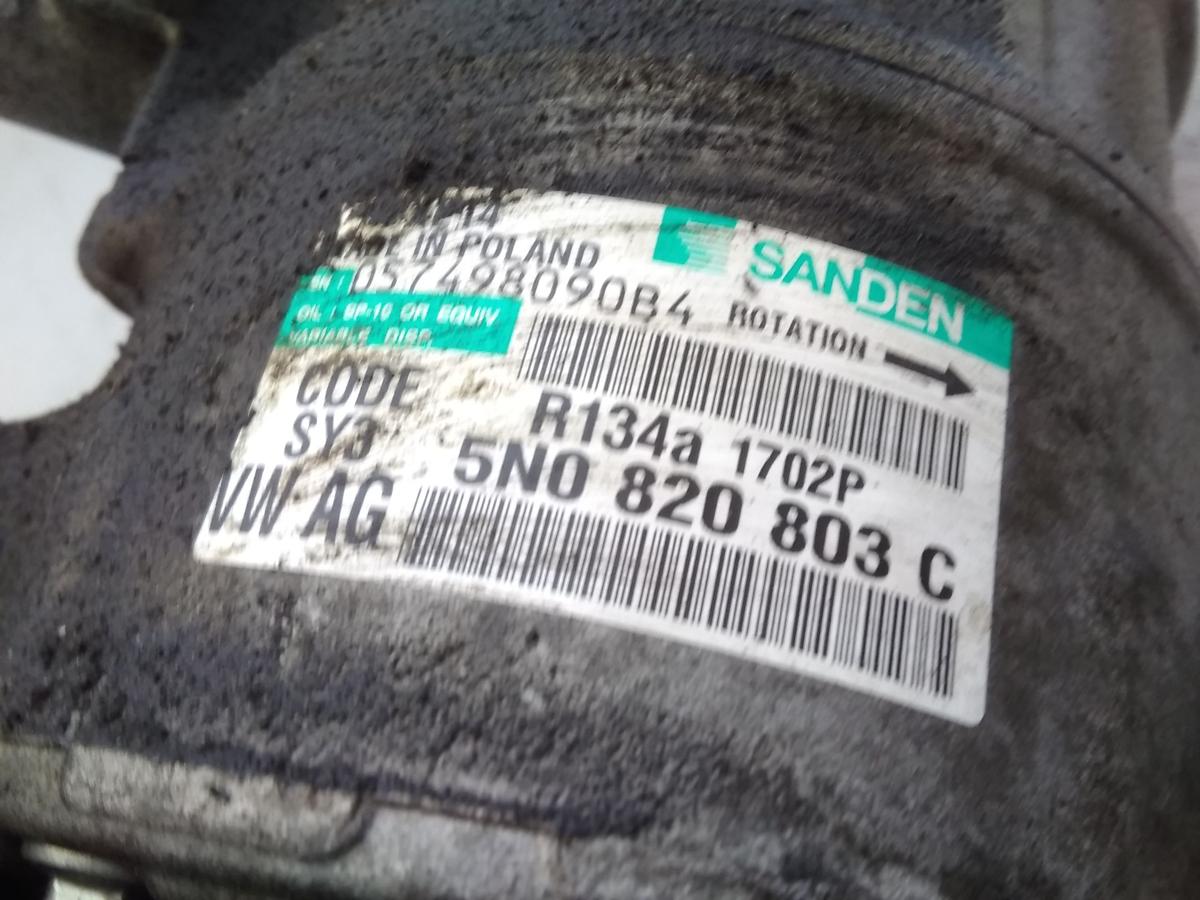 SANDEN
MADE IN POLAND
057498090B4
ROTATION
OIL : SP-10 OR EQUIV
VARIABLE DISP.
CODE
SY3
R134a 1702P
VW AG
5N0 820 803 C